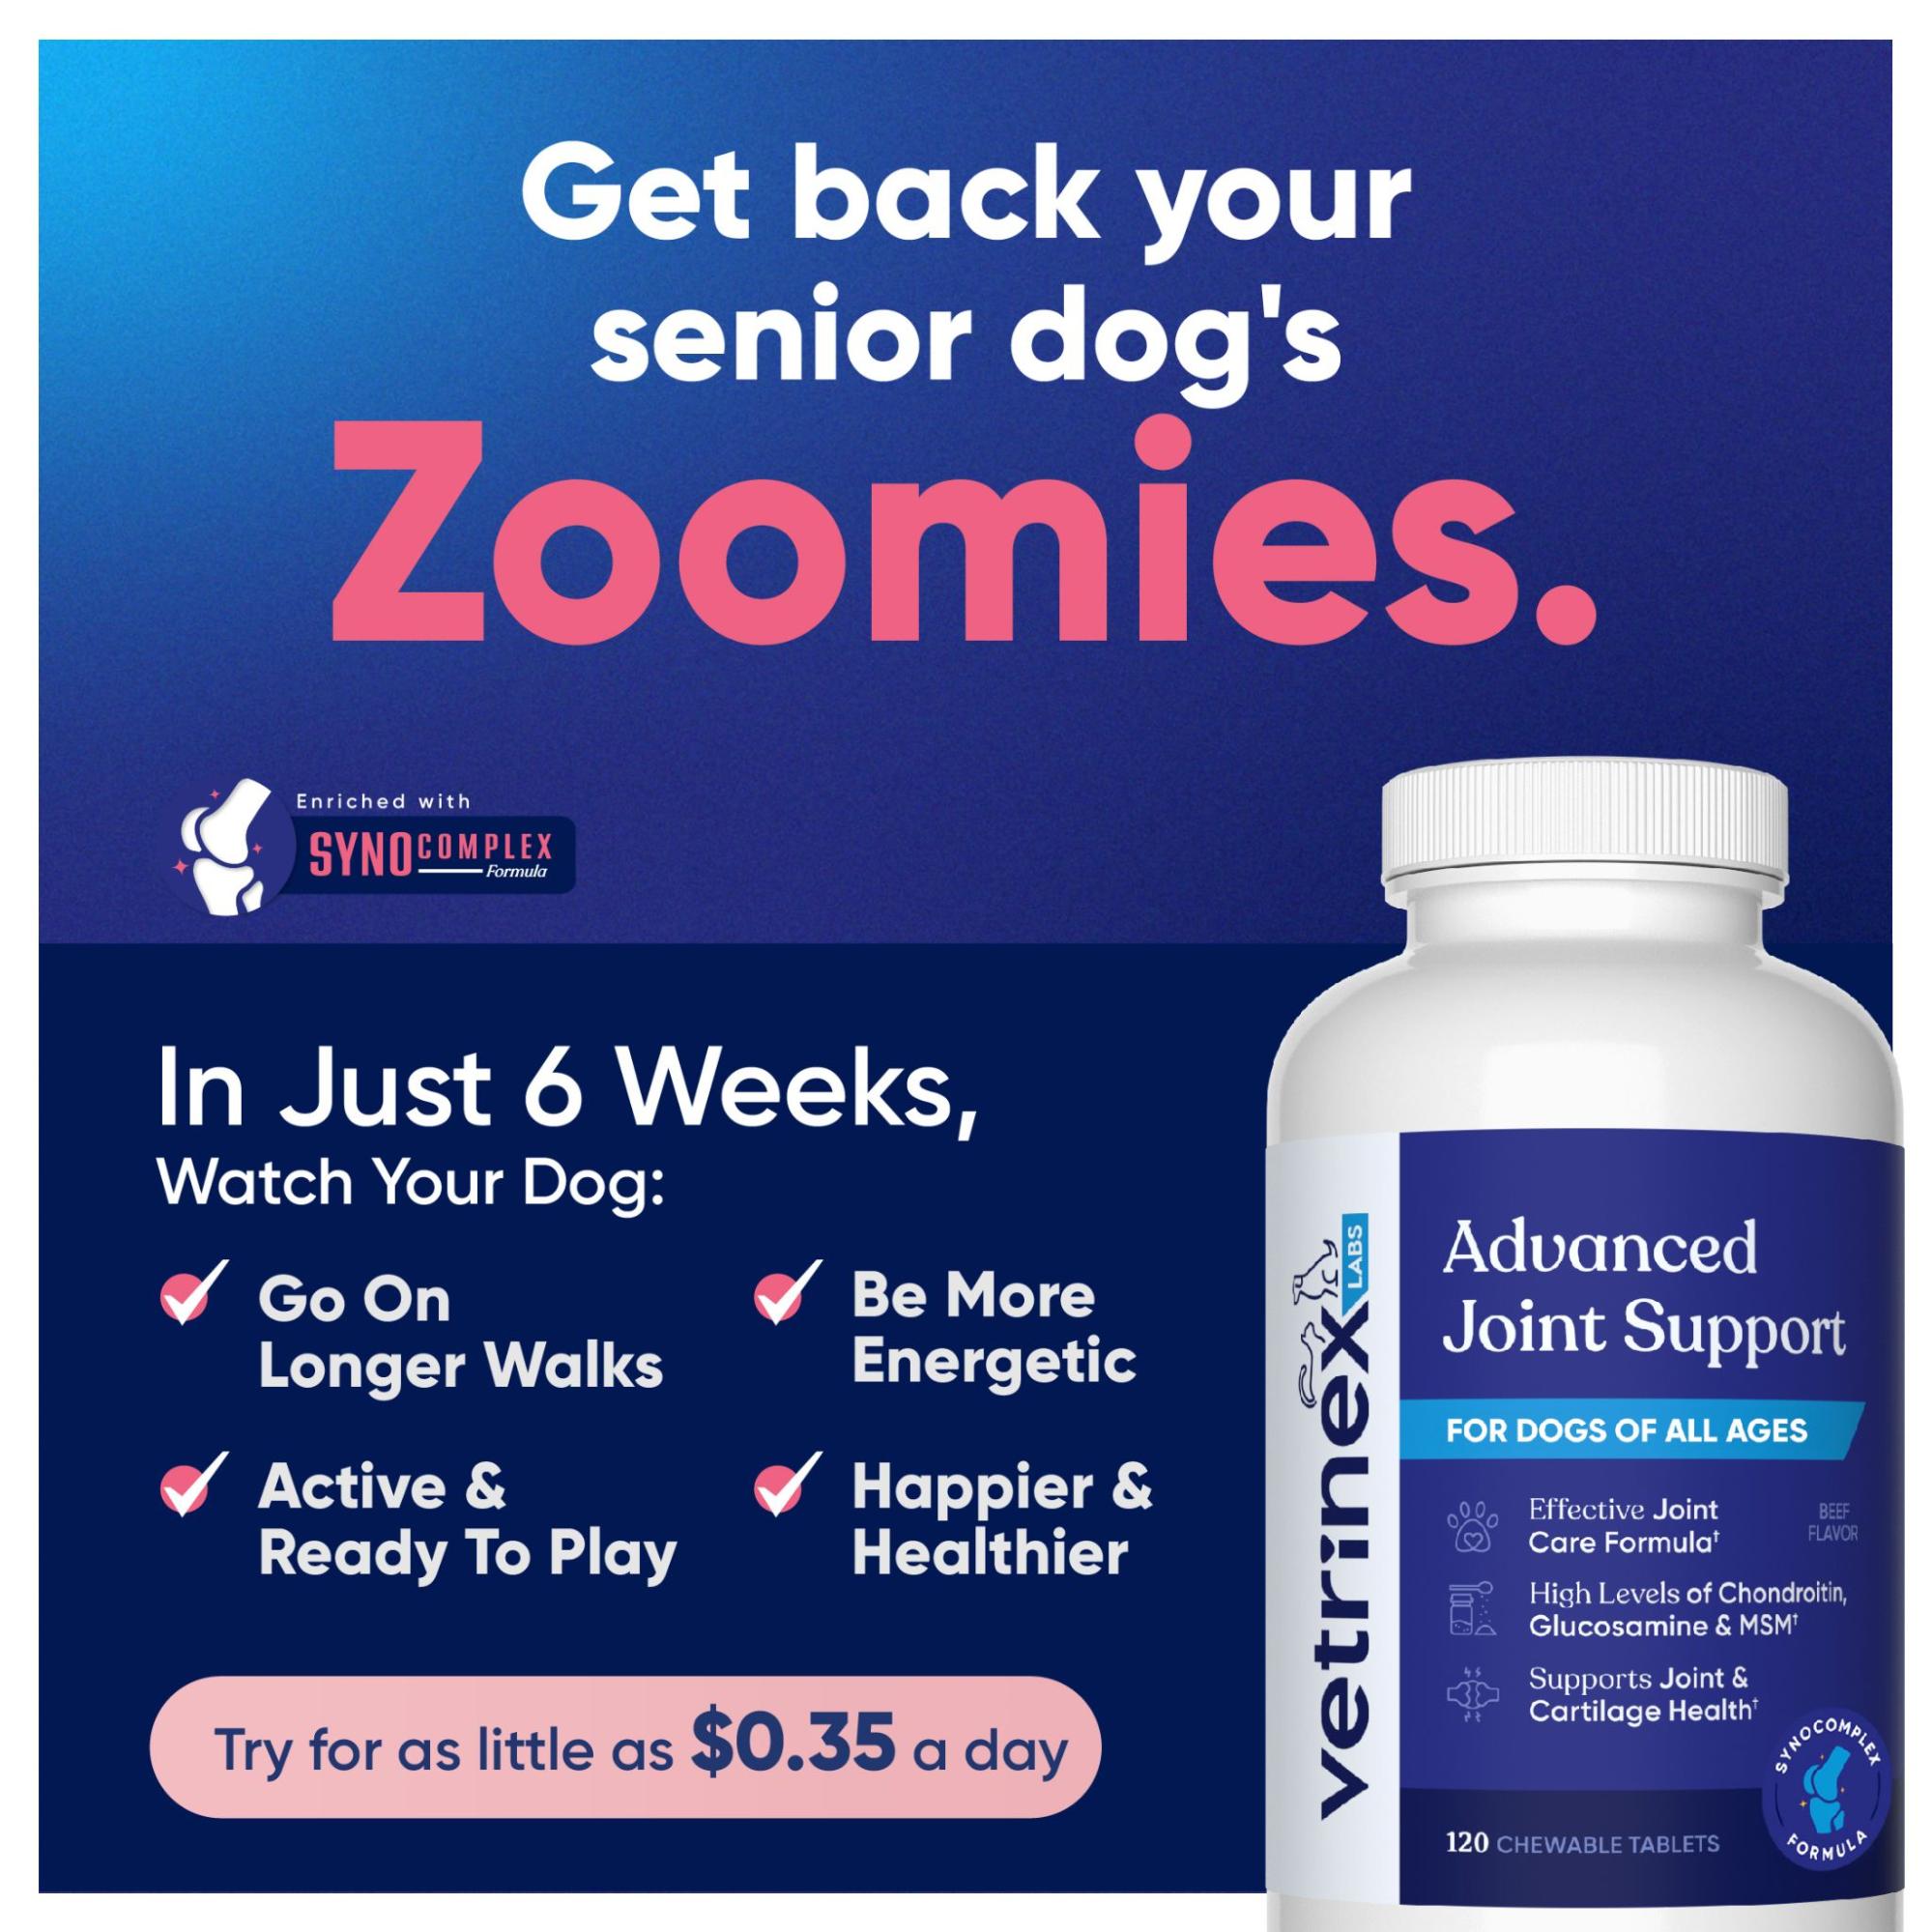 Get back your
senior dog's
Zoomies.
Enriched with
SYNOCOMPLEX
Formula
In Just 6 Weeks,
Watch Your Dog:
Go On
Longer Walks
Be More
Energetic
Active &
Ready To Play
Happier &
Healthier
Try for as little as $0.35 a day
vetrinex
LABS
Advanced
Joint Support
FOR DOGS OF ALL AGES
Effective Joint
Care Formula†
BEEF
FLAVOR
High Levels of Chondroitin,
Glucosamine & MSM†
Supports Joint &
Cartilage Health†
120 CHEWABLE TABLETS
SYNOCOMPLEX
FORMULA